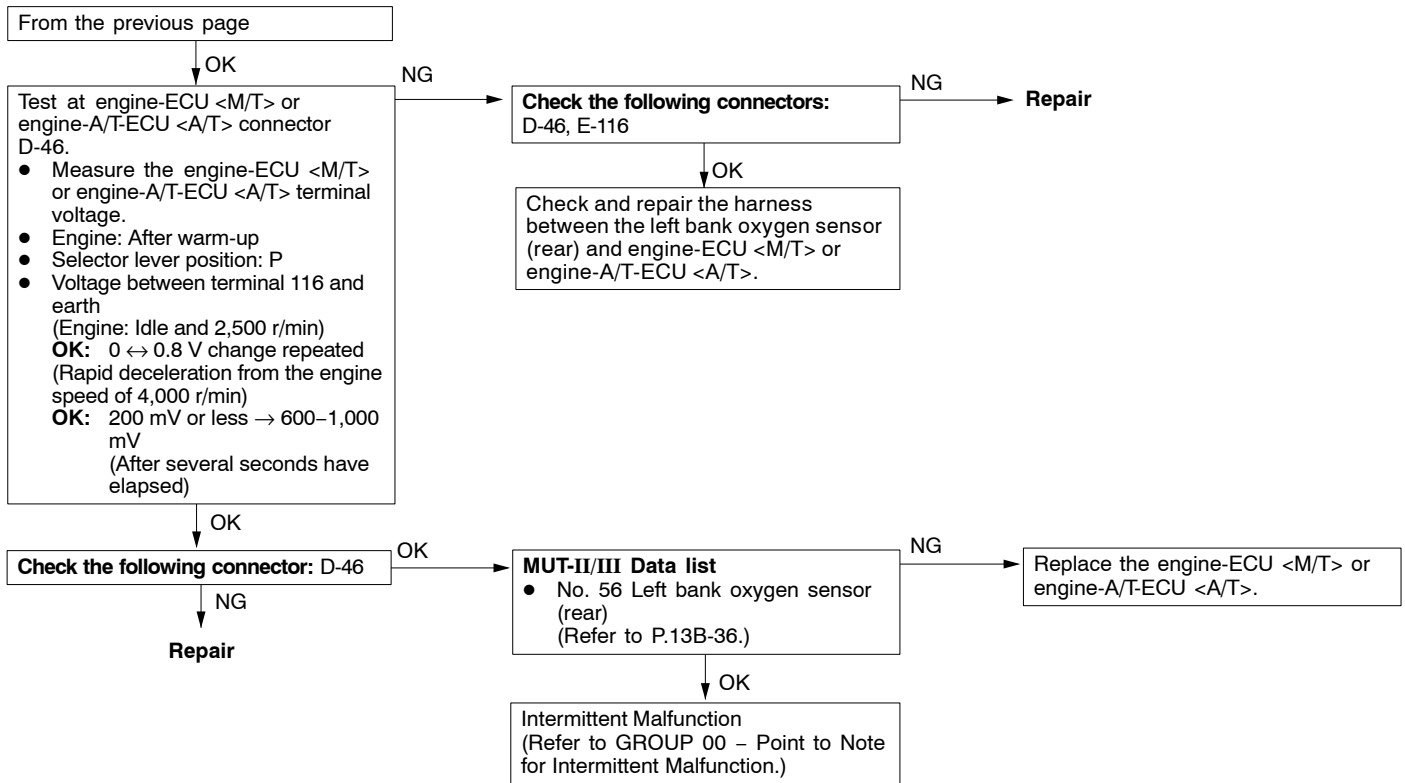 From the previous page
OK
Test at engine-ECU <M/T> or
engine-A/T-ECU <A/T> connector
D-46.
● Measure the engine-ECU <M/T>
or engine-A/T-ECU <A/T> terminal
voltage.
● Engine: After warm-up
● Selector lever position: P
● Voltage between terminal 116 and
earth
(Engine: Idle and 2,500 r/min)
OK: 0 ↔ 0.8 V change repeated
(Rapid deceleration from the engine
speed of 4,000 r/min)
OK: 200 mV or less → 600–1,000
mV
(After several seconds have
elapsed)
NG
Check the following connectors:
D-46, E-116
NG
Repair
OK
Check and repair the harness
between the left bank oxygen sensor
(rear) and engine-ECU <M/T> or
engine-A/T-ECU <A/T>.
OK
Check the following connector: D-46
NG
Repair
OK
MUT-II/III Data list
● No. 56 Left bank oxygen sensor
(rear)
(Refer to P.13B-36.)
NG
Replace the engine-ECU <M/T> or
engine-A/T-ECU <A/T>.
OK
Intermittent Malfunction
(Refer to GROUP 00 – Point to Note
for Intermittent Malfunction.)